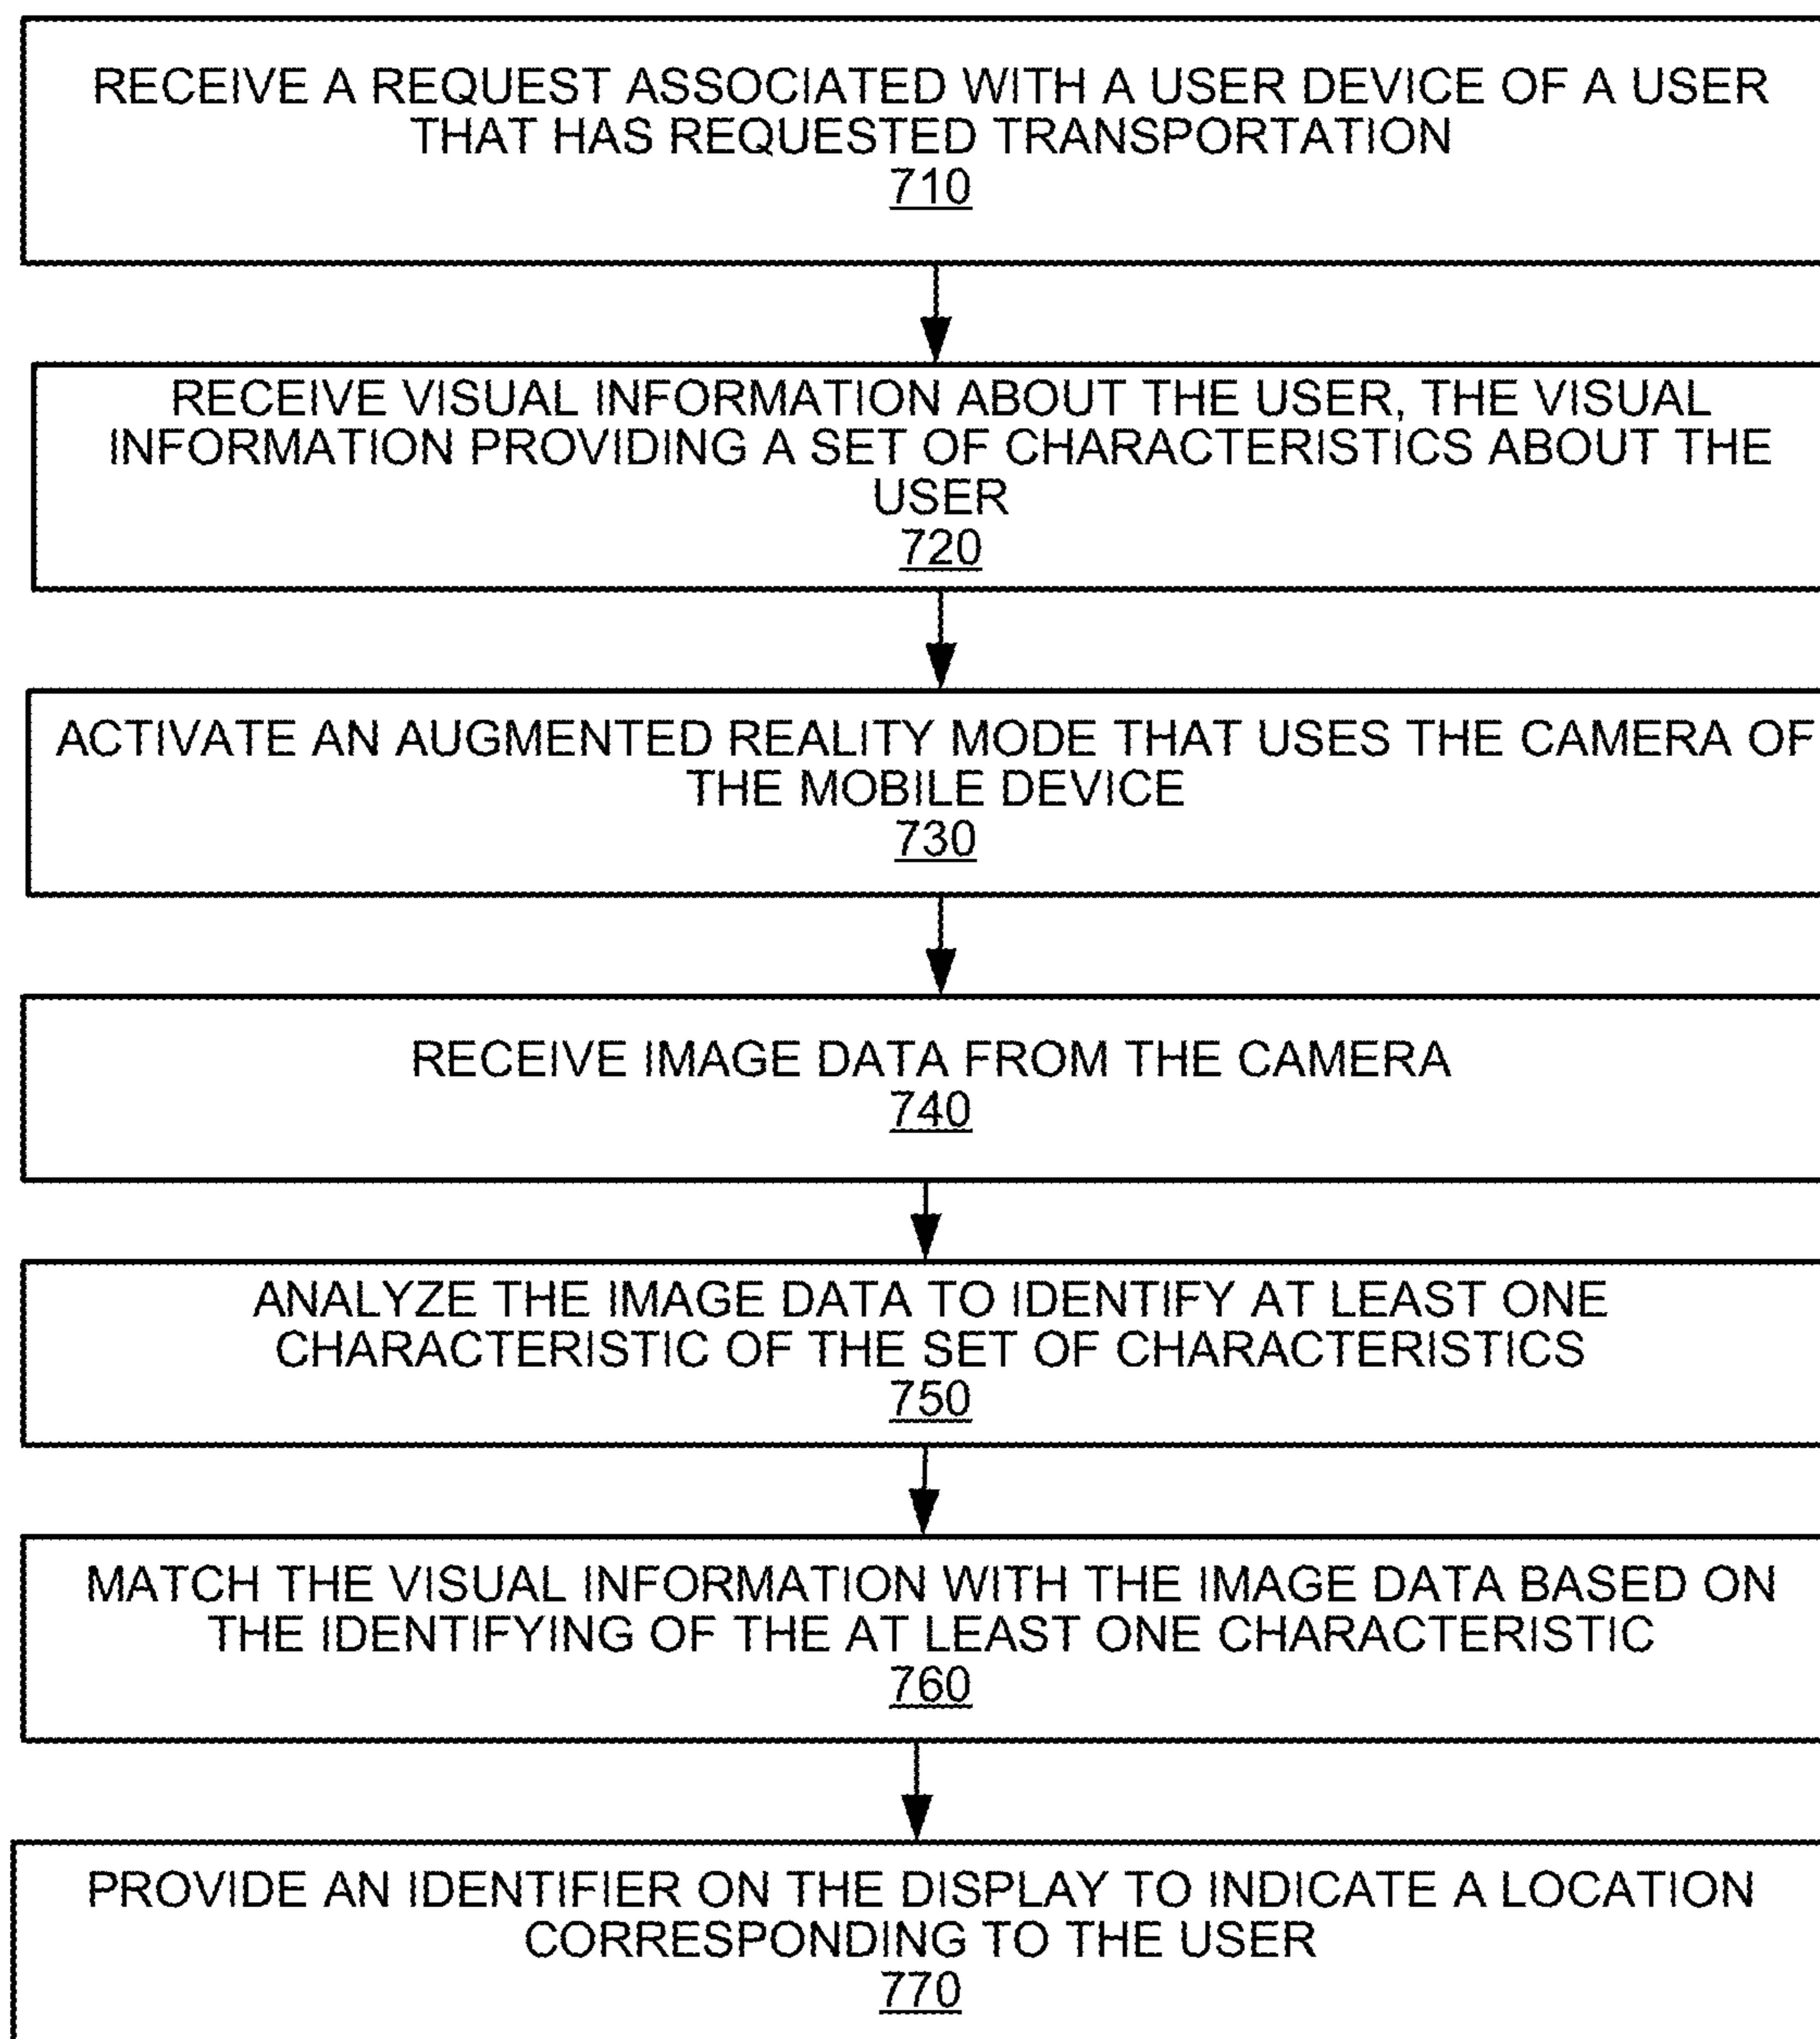 RECEIVE A REQUEST ASSOCIATED WITH A USER DEVICE OF A USER
THAT HAS REQUESTED TRANSPORTATION
710
RECEIVE VISUAL INFORMATION ABOUT THE USER, THE VISUAL
INFORMATION PROVIDING A SET OF CHARACTERISTICS ABOUT THE
USER
720
ACTIVATE AN AUGMENTED REALITY MODE THAT USES THE CAMERA OF
THE MOBILE DEVICE
730
RECEIVE IMAGE DATA FROM THE CAMERA
740
ANALYZE THE IMAGE DATA TO IDENTIFY AT LEAST ONE
CHARACTERISTIC OF THE SET OF CHARACTERISTICS
750
MATCH THE VISUAL INFORMATION WITH THE IMAGE DATA BASED ON
THE IDENTIFYING OF THE AT LEAST ONE CHARACTERISTIC
760
PROVIDE AN IDENTIFIER ON THE DISPLAY TO INDICATE A LOCATION
CORRESPONDING TO THE USER
770